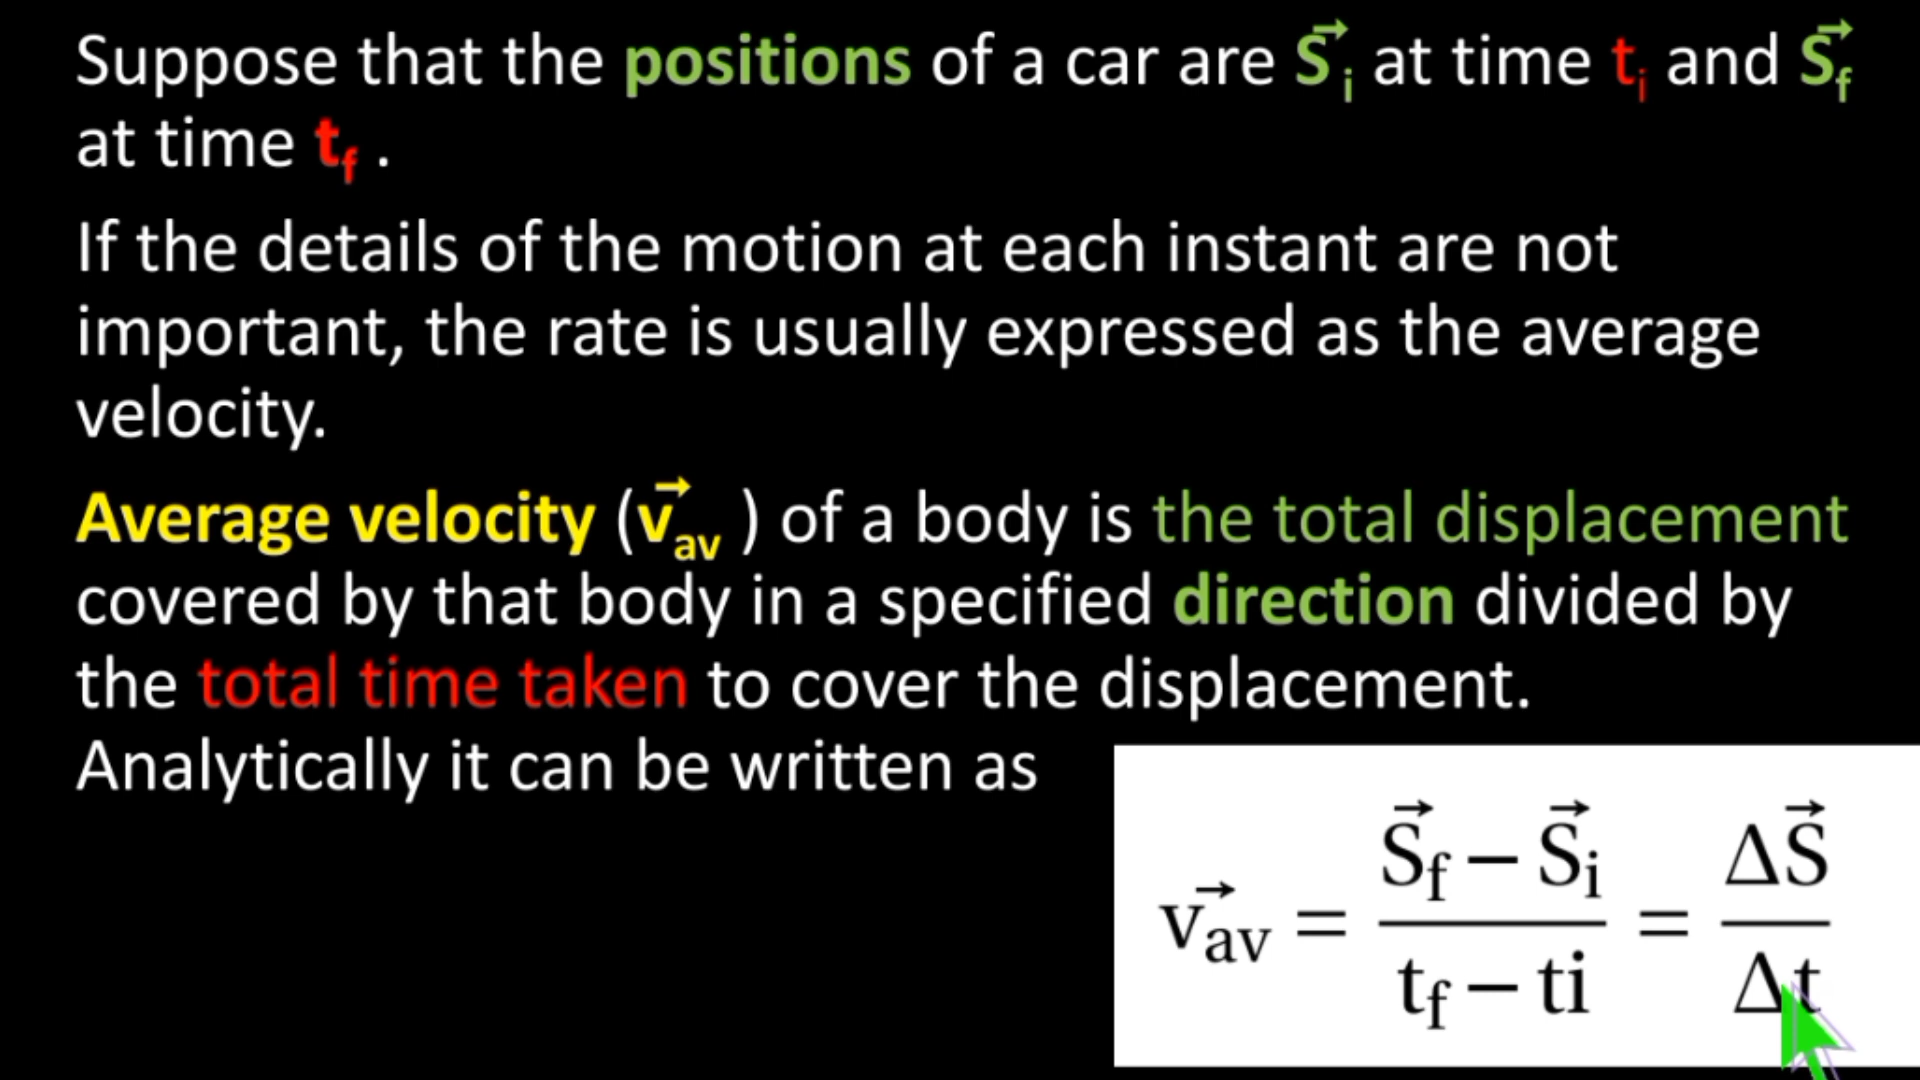 Suppose that the positions of a car are S⃗ᵢ at time tᵢ and S⃗f
at time tf .
If the details of the motion at each instant are not
important, the rate is usually expressed as the average
velocity.
Average velocity (v⃗av ) of a body is the total displacement
covered by that body in a specified direction divided by
the total time taken to cover the displacement.
Analytically it can be written as
v⃗av = (S⃗f – S⃗i) / (tf – ti) = ΔS⃗ / Δt